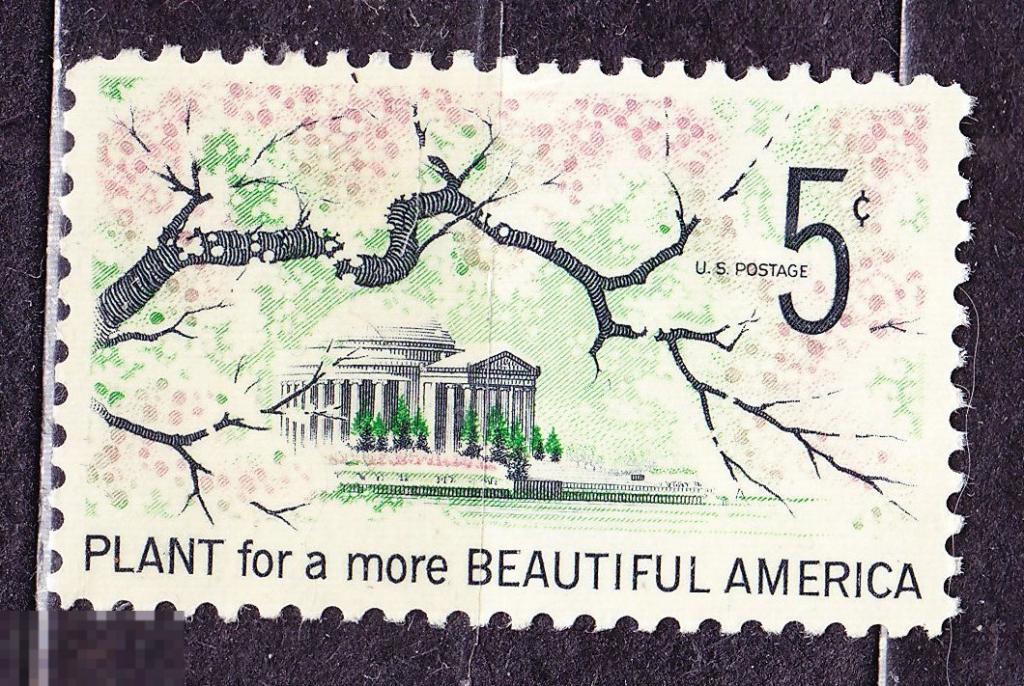 5¢
U. S. POSTAGE
PLANT for a more BEAUTIFUL AMERICA